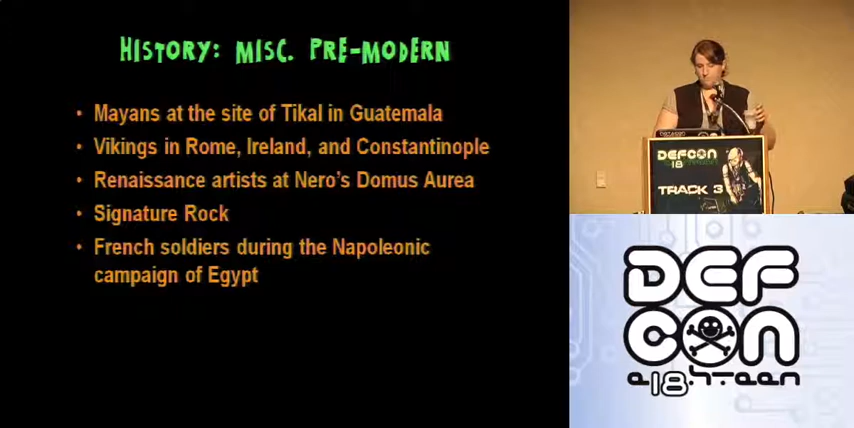 HISTORY: MISC. PRE-MODERN
• Mayans at the site of Tikal in Guatemala
• Vikings in Rome, Ireland, and Constantinople
• Renaissance artists at Nero's Domus Aurea
• Signature Rock
• French soldiers during the Napoleonic
campaign of Egypt
DEFCON
18
TRACK 3
DEF
CON
e18hteen